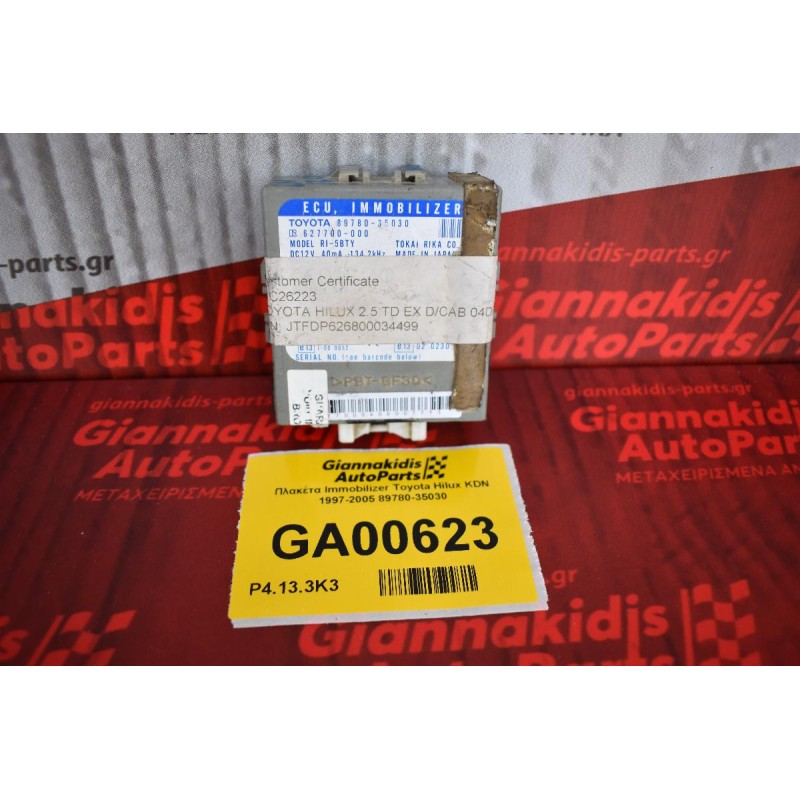 ECU, IMMOBILIZER
TOYOTA 89780-35030
627700-000
MODEL RI-5BTY TOKAI RIKA CO.
DC12V 40mA 134.2kHz MADE IN JAPAN
stomer Certificate
C26223
OYOTA HILUX 2.5 TD EX D/CAB 04D
N. JTFDP626800034499
SERIAL NO. (see barcode below)
>PBT-GF30<
Giannakidis
AutoParts
Πλακέτα Immobilizer Toyota Hilux KDN
1997-2005 89780-35030
GA00623
P4.13.3K3
giannakidis-parts.gr
Giannakidis
AutoParts
ΜΕΤΑΧΕΙΡΙΣΜΕΝΑ ΑΝ